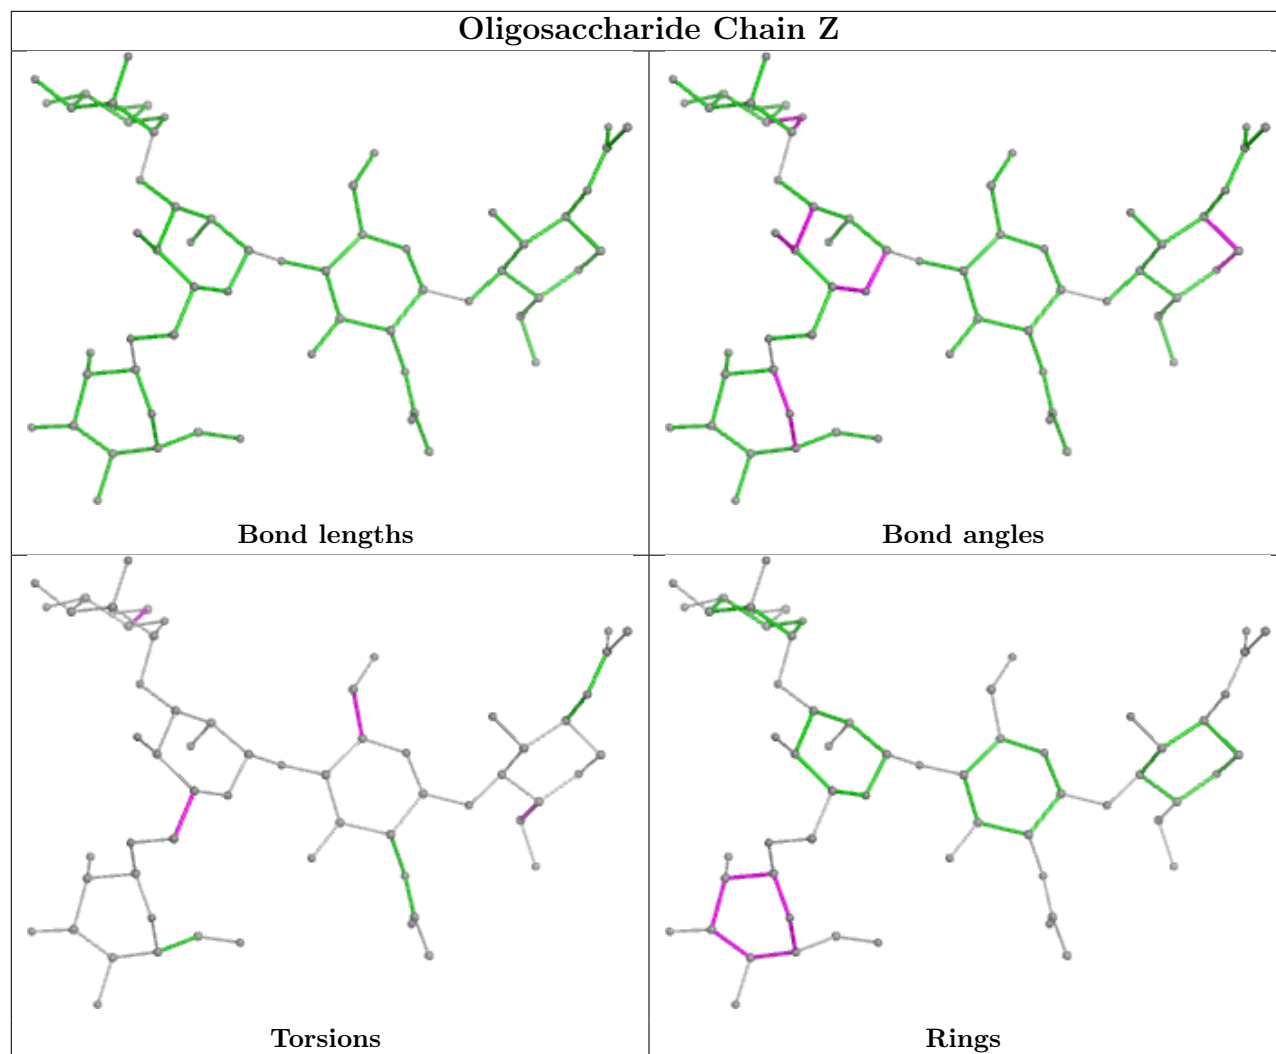 Oligosaccharide Chain Z
Bond lengths
Bond angles
Torsions
Rings